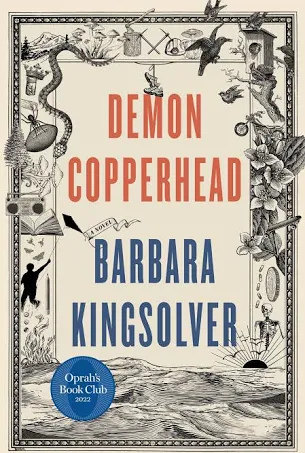 DEMON
COPPERHEAD
A NOVEL
BARBARA
KINGSOLVER
Oprah's
Book Club
2022